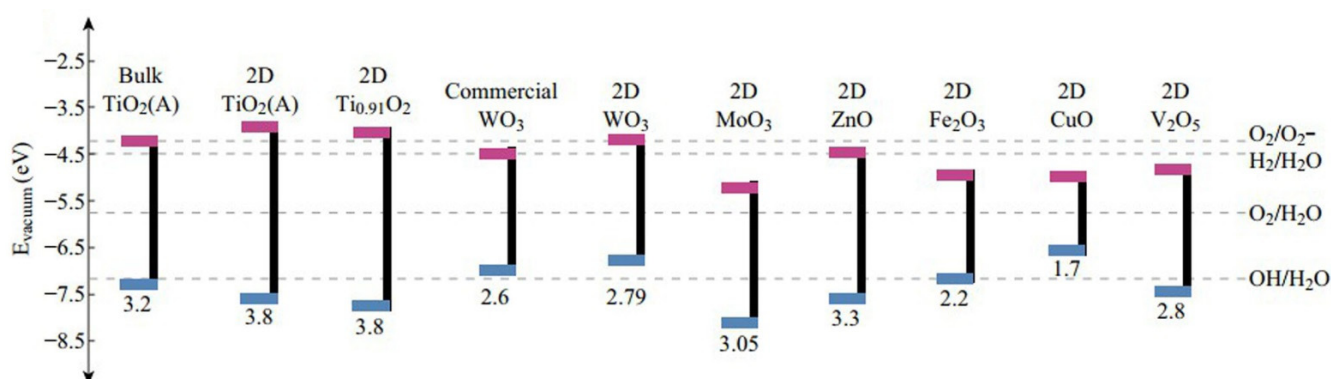 E_vacuum (eV)
−2.5
−3.5
−4.5
−5.5
−6.5
−7.5
−8.5
Bulk
TiO₂(A)
3.2
2D
TiO₂(A)
3.8
2D
Ti₀.₉₁O₂
3.8
Commercial
WO₃
2.6
2D
WO₃
2.79
2D
MoO₃
3.05
2D
ZnO
3.3
2D
Fe₂O₃
2.2
2D
CuO
1.7
2D
V₂O₅
2.8
O₂/O₂−
H₂/H₂O
O₂/H₂O
OH/H₂O